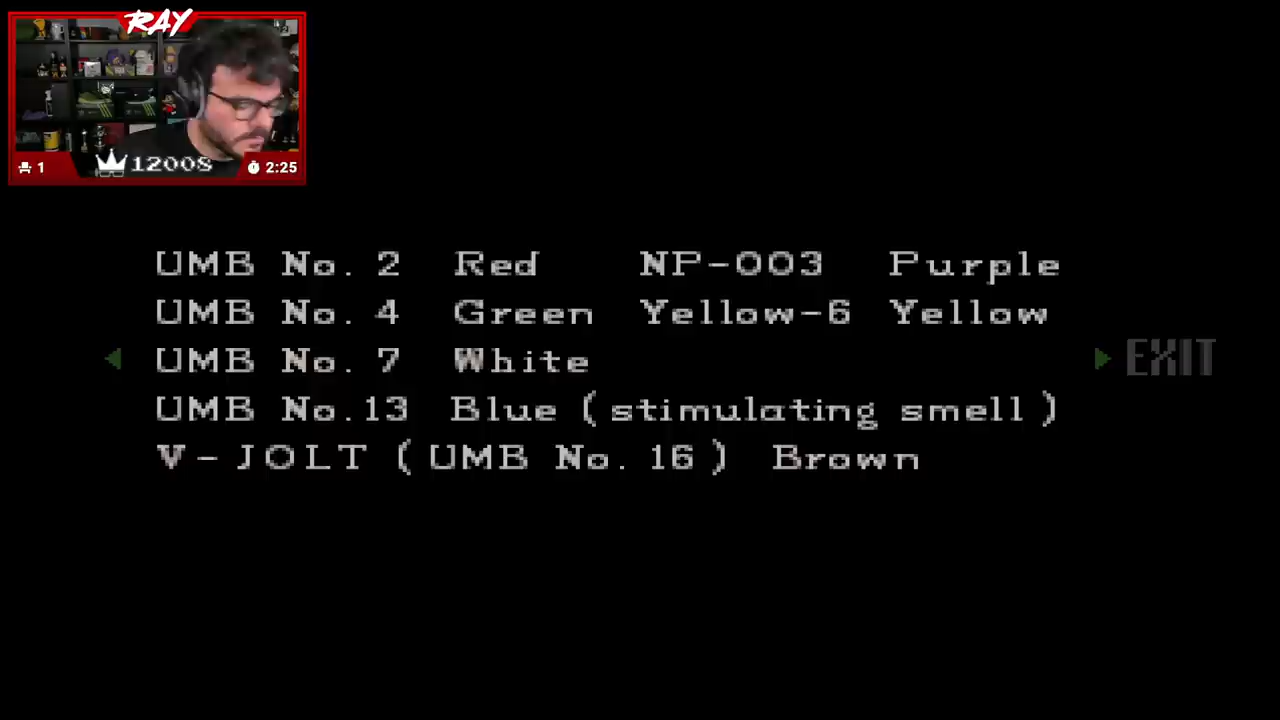 RAY
1
12008
2:25
UMB No. 2 Red NP-003 Purple
UMB No. 4 Green Yellow-6 Yellow
UMB No. 7 White
EXIT
UMB No.13 Blue (stimulating smell)
V-JOLT (UMB No.16) Brown